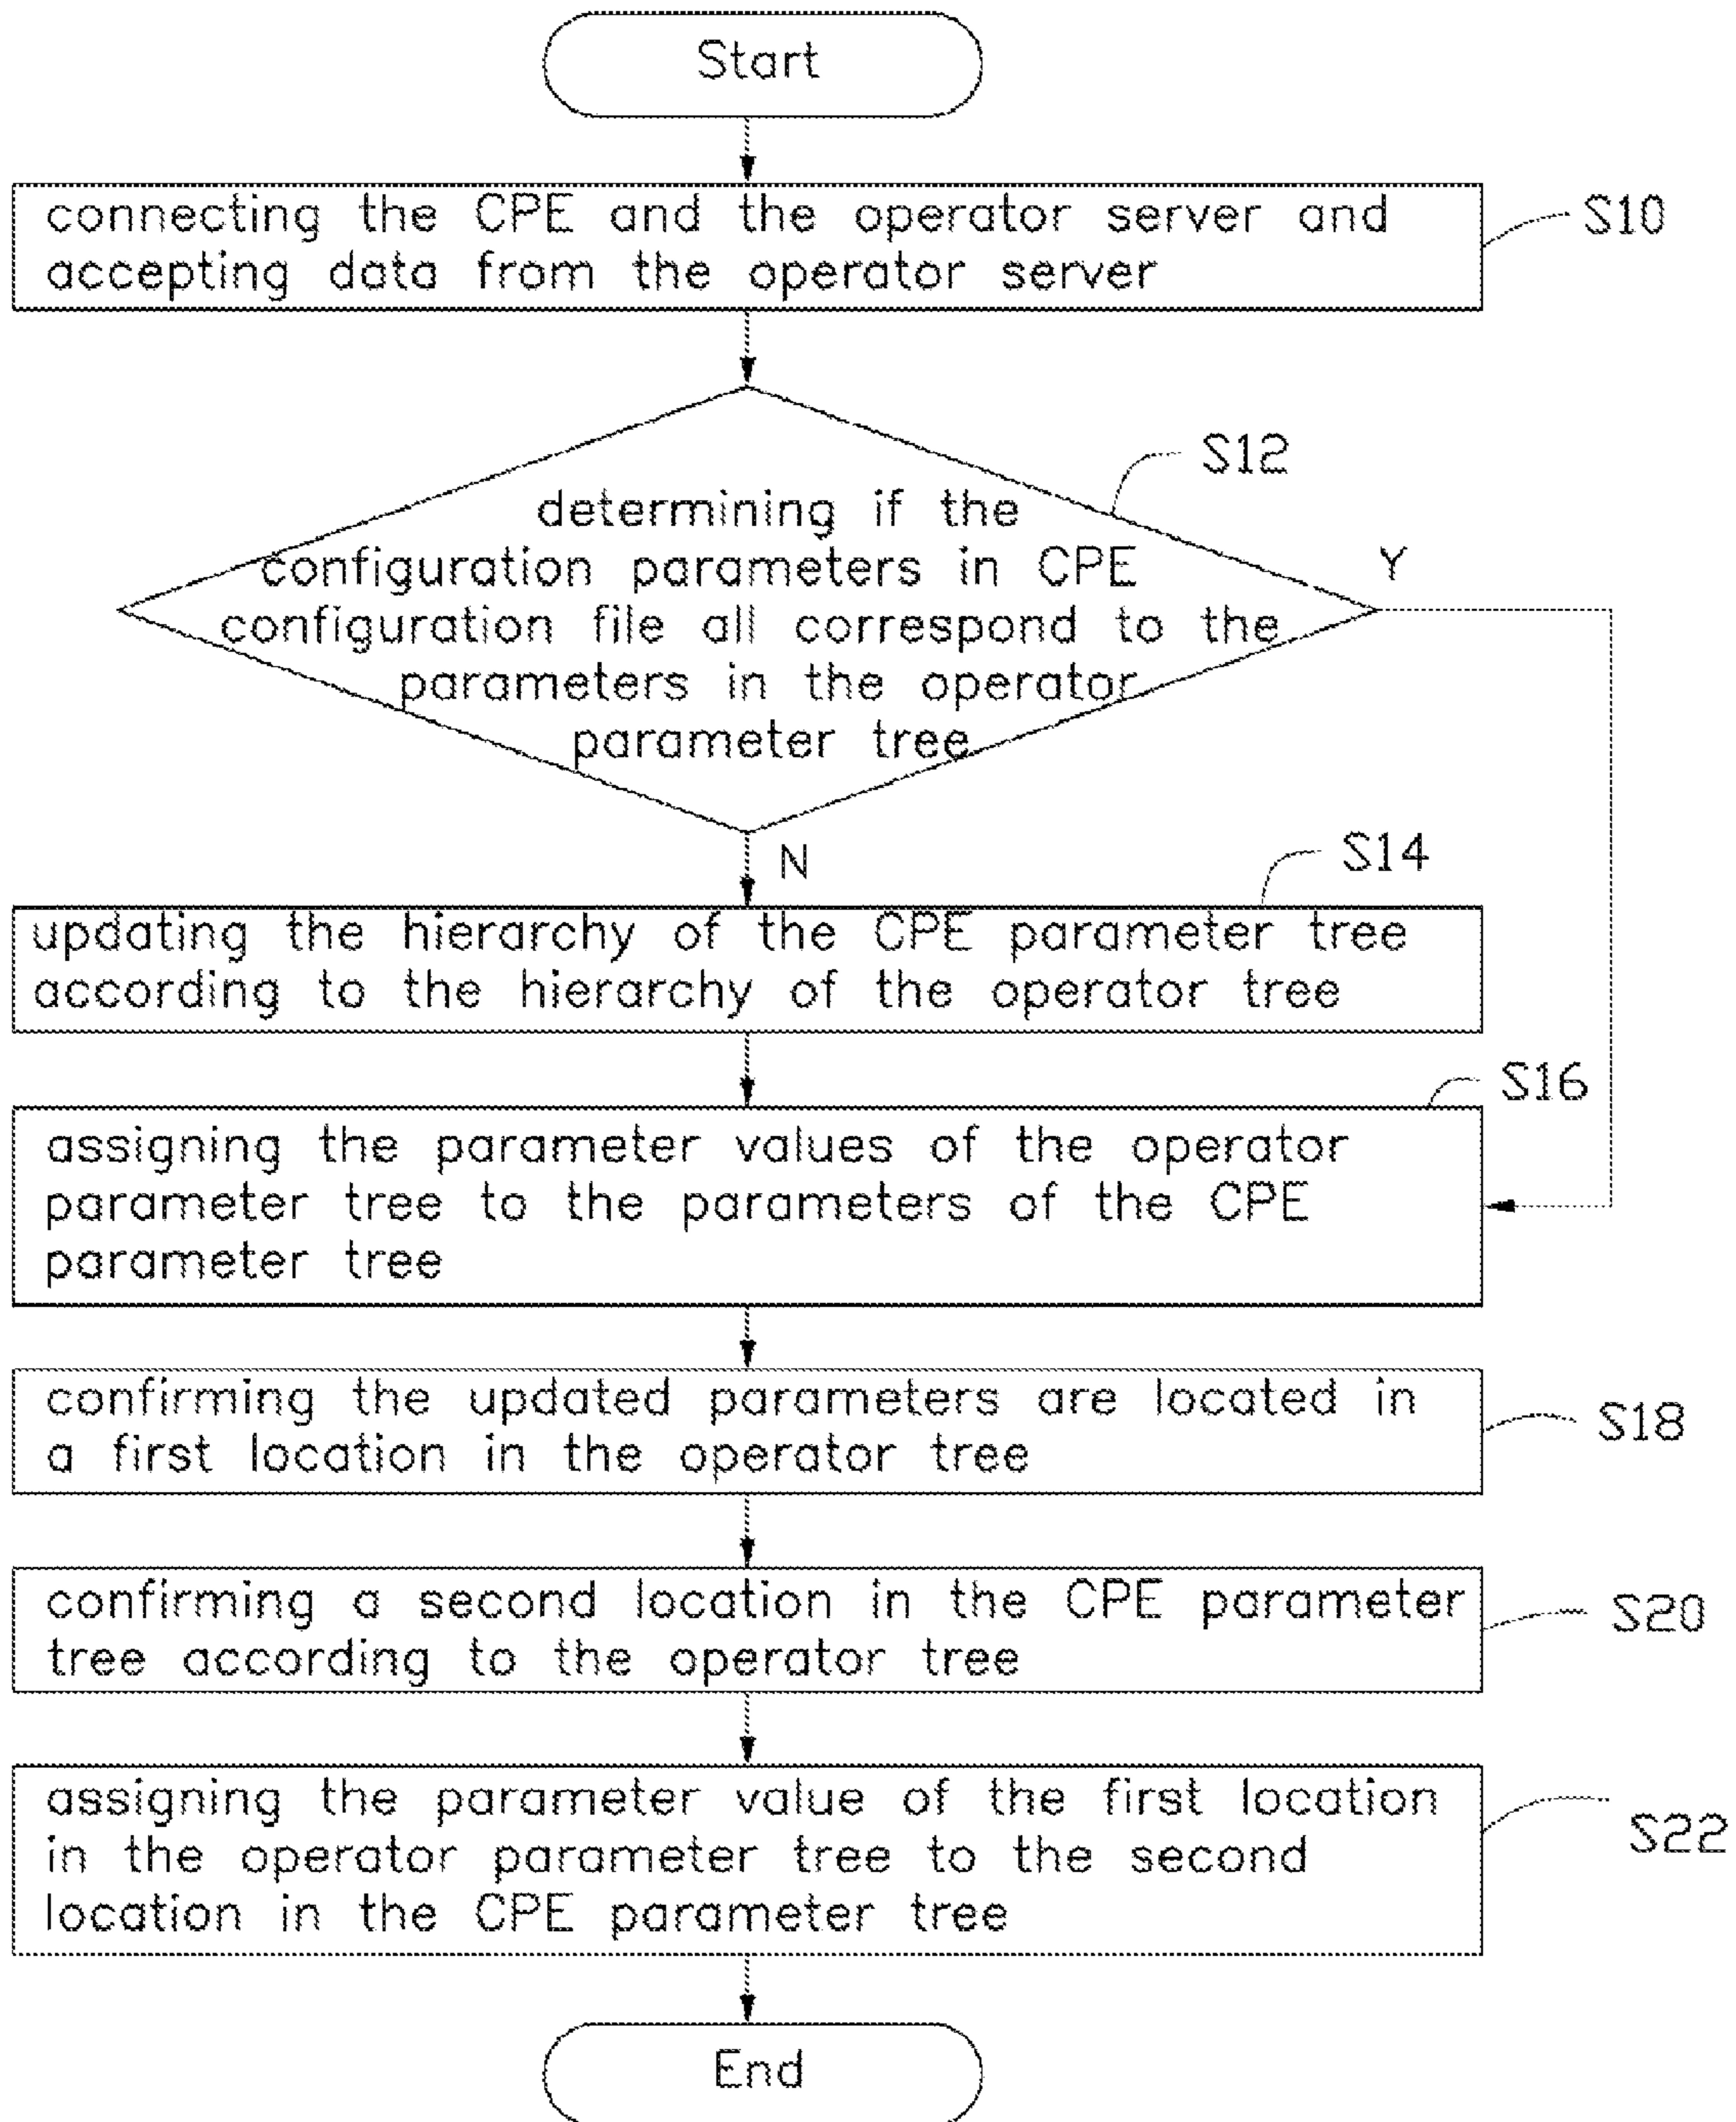 Start
connecting the CPE and the operator server and
accepting data from the operator server
S10
S12
determining if the
configuration parameters in CPE
configuration file all correspond to the
parameters in the operator
parameter tree
Y
N
S14
updating the hierarchy of the CPE parameter tree
according to the hierarchy of the operator tree
S16
assigning the parameter values of the operator
parameter tree to the parameters of the CPE
parameter tree
confirming the updated parameters are located in
a first location in the operator tree
S18
confirming a second location in the CPE parameter
tree according to the operator tree
S20
assigning the parameter value of the first location
in the operator parameter tree to the second
location in the CPE parameter tree
S22
End